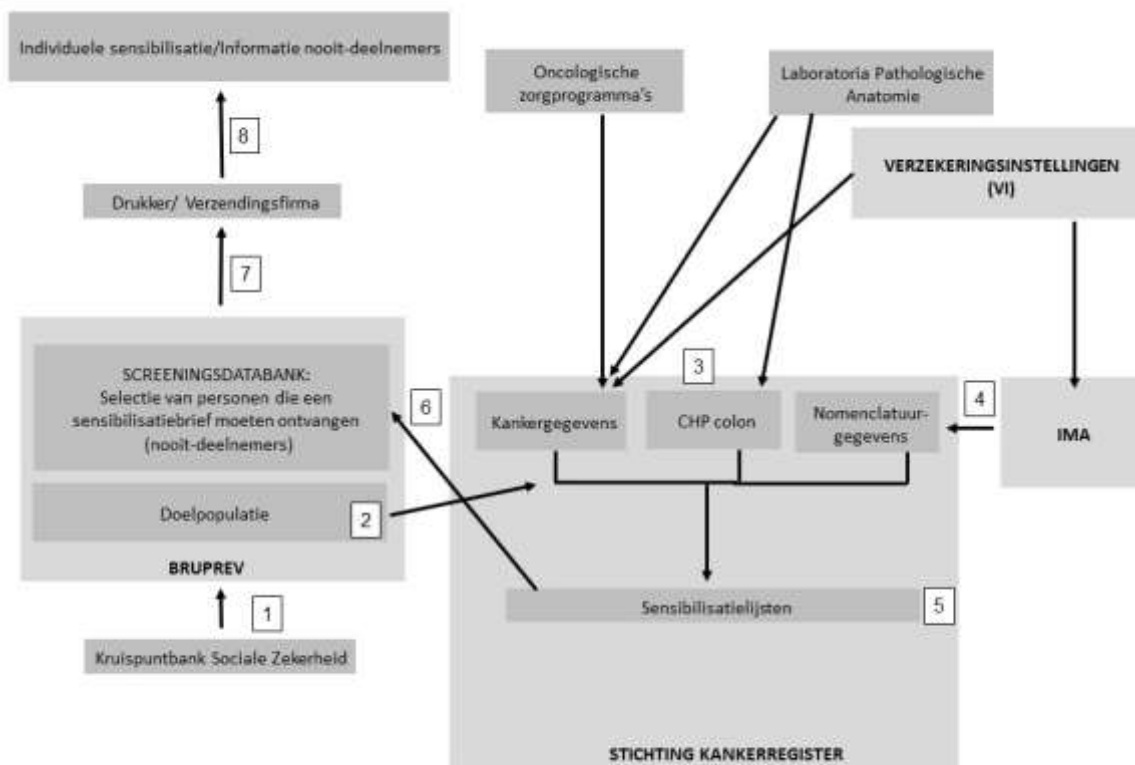 Individuele sensibilisatie/Informatie nooit-deelnemers
Oncologische
zorgprogramma's
Laboratoria Pathologische
Anatomie
8
VERZEKERINGSINSTELLINGEN
(VI)
Drukker/ Verzendingsfirma
7
SCREENINGSDATABANK:
Selectie van personen die een
sensibilisatiebrief moeten ontvangen
(nooit-deelnemers)
6
3
4
Kankergegevens
CHP colon
Nomenclatuur-
gegevens
IMA
Doelpopulatie
2
BRUPREV
1
Sensibilisatielijsten
5
Kruispuntbank Sociale Zekerheid
STICHTING KANKERREGISTER